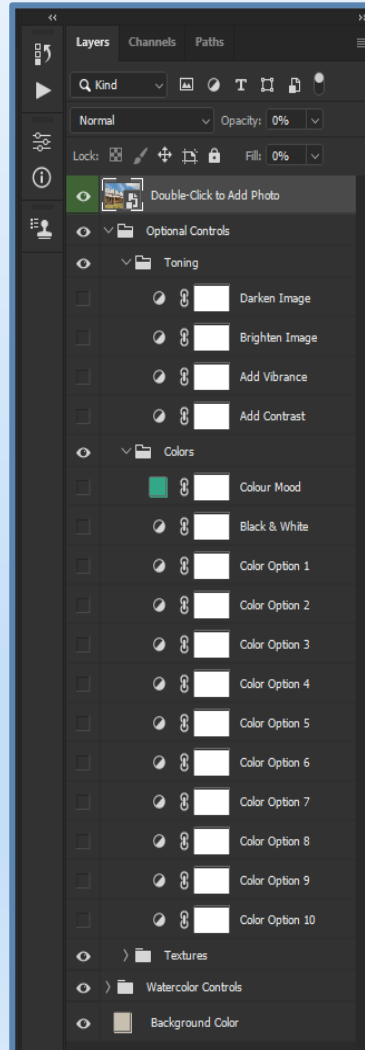 Layers Channels Paths
Kind
Normal Opacity: 0%
Lock: Fill: 0%
Double-Click to Add Photo
Optional Controls
Toning
Darken Image
Brighten Image
Add Vibrance
Add Contrast
Colors
Colour Mood
Black & White
Color Option 1
Color Option 2
Color Option 3
Color Option 4
Color Option 5
Color Option 6
Color Option 7
Color Option 8
Color Option 9
Color Option 10
Textures
Watercolor Controls
Background Color